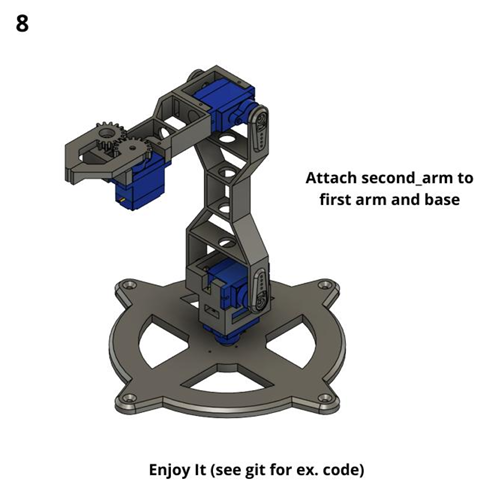 8
Attach second_arm to
first arm and base
Enjoy It (see git for ex. code)